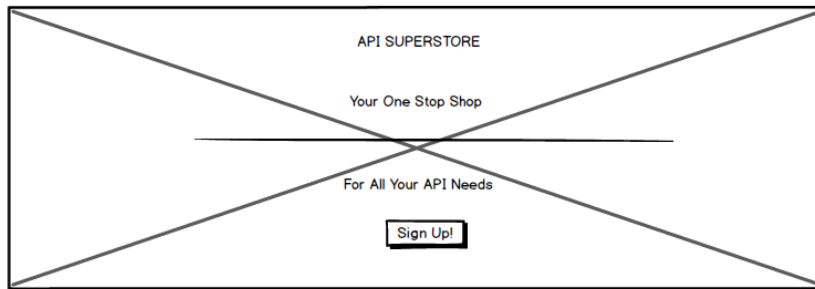 API SUPERSTORE
Your One Stop Shop
For All Your API Needs
Sign Up!